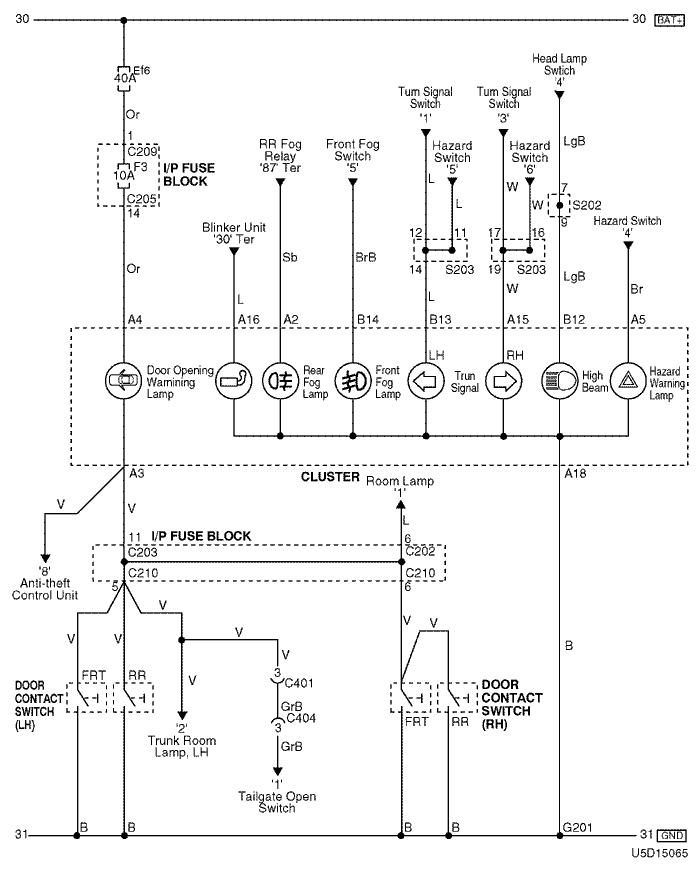 30
30 BAT+
Ef6
40A
Or
1
C209
F3
10A
C205
14
I/P FUSE
BLOCK
Or
Blinker Unit
'30' Ter
L
RR Fog
Relay
'87' Ter
Sb
Front Fog
Switch
'5'
BrB
Turn Signal
Switch
'1'
L
Hazard
Switch
'5'
L
12
11
14
S203
L
Turn Signal
Switch
'3'
W
Hazard
Switch
'6'
W
17
16
19
S203
W
Head Lamp
Swtich
'4'
LgB
7
S202
9
LgB
Hazard Switch
'4'
Br
A4
A16
A2
B14
B13
A15
B12
A5
Door Opening
Warnining
Lamp
Rear
Fog
Lamp
Front
Fog
Lamp
LH
Trun
Signal
RH
High
Beam
Hazard
Warning
Lamp
A3
CLUSTER
A18
V
V
'8'
Anti-theft
Control Unit
Room Lamp
'1'
L
11
I/P FUSE BLOCK
6
C203
C202
C210
C210
5
6
V
V
V
V
V
V
V
V
FRT
RR
DOOR
CONTACT
SWITCH
(LH)
'2'
Trunk Room
Lamp, LH
3
C401
GrB
C404
3
GrB
'1'
Tailgate Open
Switch
FRT
RR
DOOR
CONTACT
SWITCH
(RH)
B
31
B
B
B
B
G201
31 GND
U5D15065